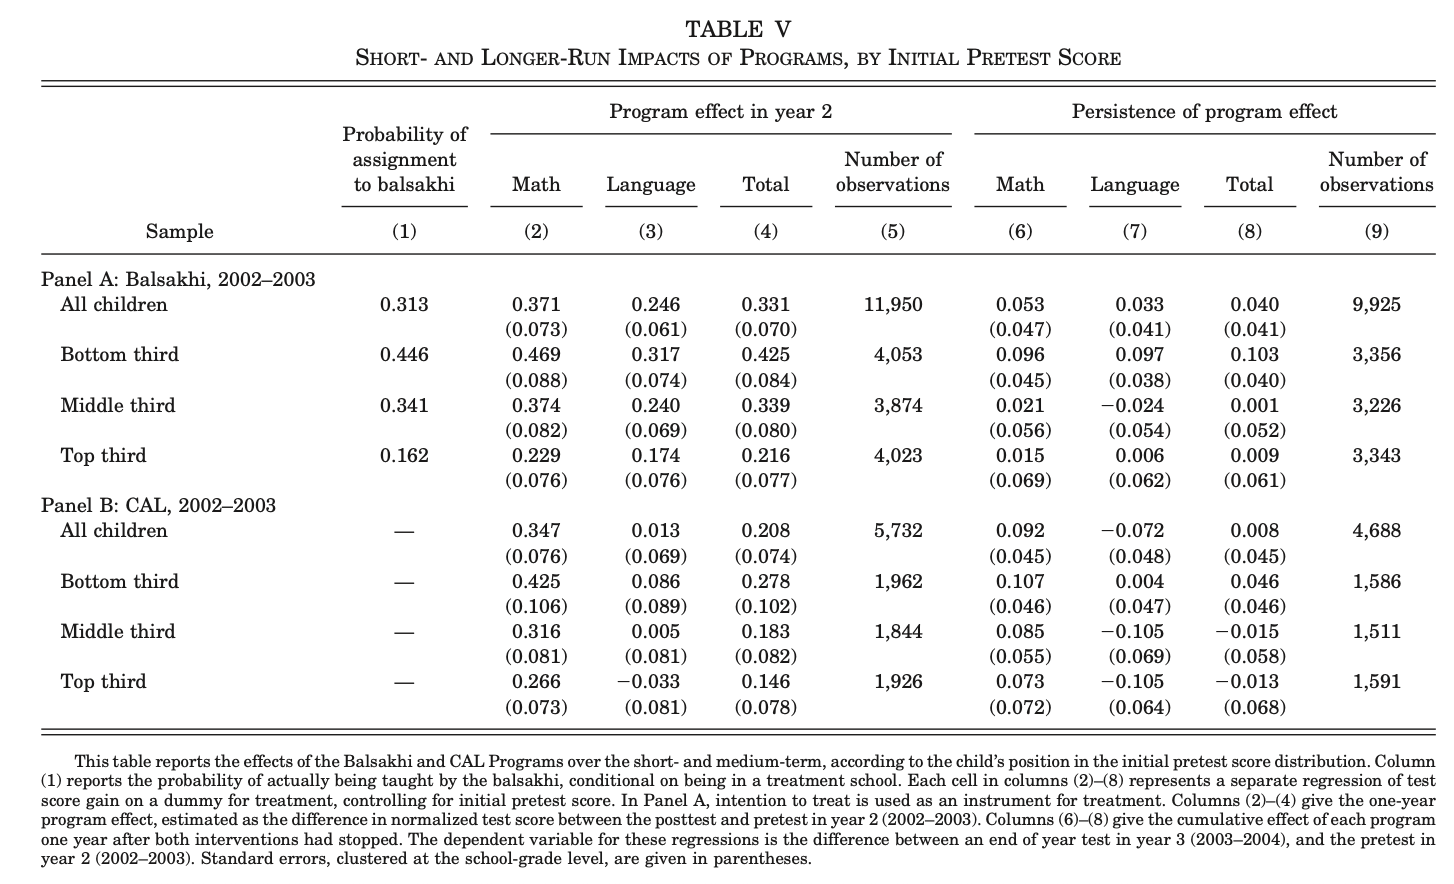 TABLE V
SHORT- AND LONGER-RUN IMPACTS OF PROGRAMS, BY INITIAL PRETEST SCORE
Program effect in year 2 Persistence of program effect
Probability of
assignment Number of Number of
to balsakhi Math Language Total observations Math Language Total observations
Sample (1) (2) (3) (4) (5) (6) (7) (8) (9)
Panel A: Balsakhi, 2002–2003
All children 0.313 0.371 0.246 0.331 11,950 0.053 0.033 0.040 9,925
(0.073) (0.061) (0.070) (0.047) (0.041) (0.041)
Bottom third 0.446 0.469 0.317 0.425 4,053 0.096 0.097 0.103 3,356
(0.088) (0.074) (0.084) (0.045) (0.038) (0.040)
Middle third 0.341 0.374 0.240 0.339 3,874 0.021 −0.024 0.001 3,226
(0.082) (0.069) (0.080) (0.056) (0.054) (0.052)
Top third 0.162 0.229 0.174 0.216 4,023 0.015 0.006 0.009 3,343
(0.076) (0.076) (0.077) (0.069) (0.062) (0.061)
Panel B: CAL, 2002–2003
All children — 0.347 0.013 0.208 5,732 0.092 −0.072 0.008 4,688
(0.076) (0.069) (0.074) (0.045) (0.048) (0.045)
Bottom third — 0.425 0.086 0.278 1,962 0.107 0.004 0.046 1,586
(0.106) (0.089) (0.102) (0.046) (0.047) (0.046)
Middle third — 0.316 0.005 0.183 1,844 0.085 −0.105 −0.015 1,511
(0.081) (0.081) (0.082) (0.055) (0.069) (0.058)
Top third — 0.266 −0.033 0.146 1,926 0.073 −0.105 −0.013 1,591
(0.073) (0.081) (0.078) (0.072) (0.064) (0.068)
This table reports the effects of the Balsakhi and CAL Programs over the short- and medium-term, according to the child's position in the initial pretest score distribution. Column
(1) reports the probability of actually being taught by the balsakhi, conditional on being in a treatment school. Each cell in columns (2)–(8) represents a separate regression of test
score gain on a dummy for treatment, controlling for initial pretest score. In Panel A, intention to treat is used as an instrument for treatment. Columns (2)–(4) give the one-year
program effect, estimated as the difference in normalized test score between the posttest and pretest in year 2 (2002–2003). Columns (6)–(8) give the cumulative effect of each program
one year after both interventions had stopped. The dependent variable for these regressions is the difference between an end of year test in year 3 (2003–2004), and the pretest in
year 2 (2002–2003). Standard errors, clustered at the school-grade level, are given in parentheses.